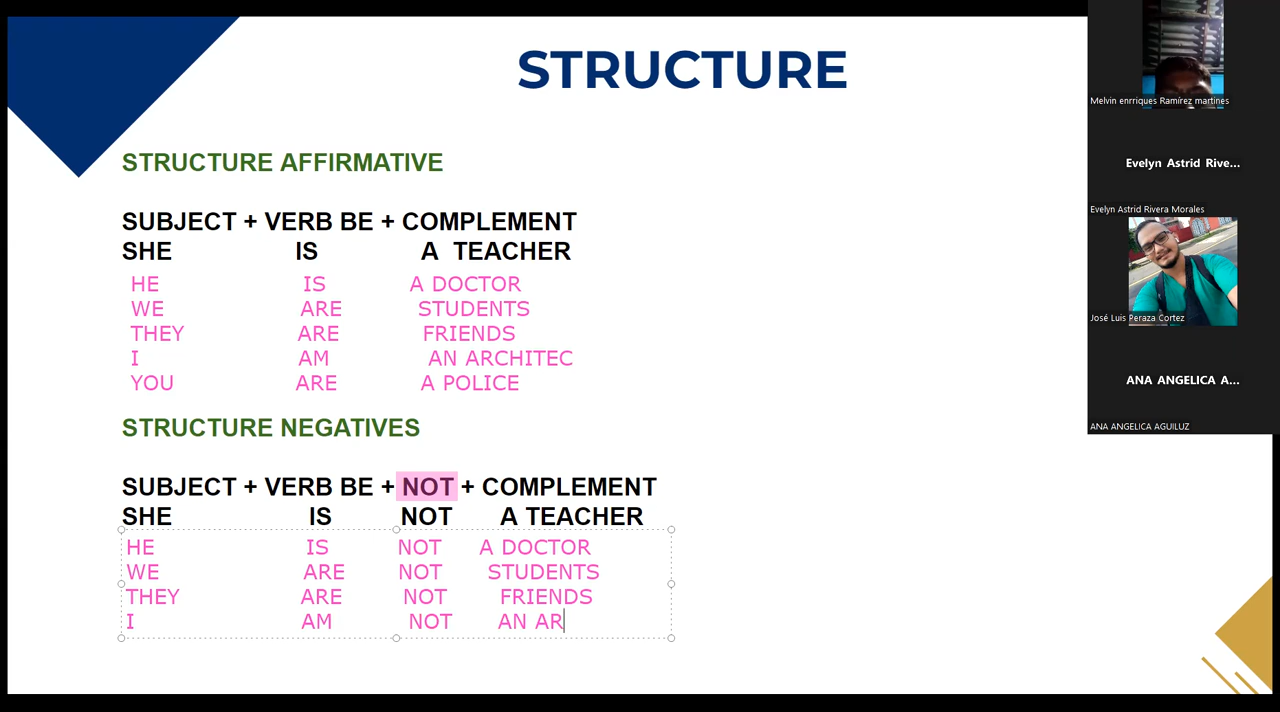 STRUCTURE
STRUCTURE AFFIRMATIVE
SUBJECT + VERB BE + COMPLEMENT
SHE IS A TEACHER
HE IS A DOCTOR
WE ARE STUDENTS
THEY ARE FRIENDS
I AM AN ARCHITEC
YOU ARE A POLICE
STRUCTURE NEGATIVES
SUBJECT + VERB BE + NOT + COMPLEMENT
SHE IS NOT A TEACHER
HE IS NOT A DOCTOR
WE ARE NOT STUDENTS
THEY ARE NOT FRIENDS
I AM NOT AN AR
Melvin enrriques Ramírez martines
Evelyn Astrid Rive...
Evelyn Astrid Rivera Morales
José Luis Peraza Cortez
ANA ANGELICA A...
ANA ANGELICA AGUILUZ